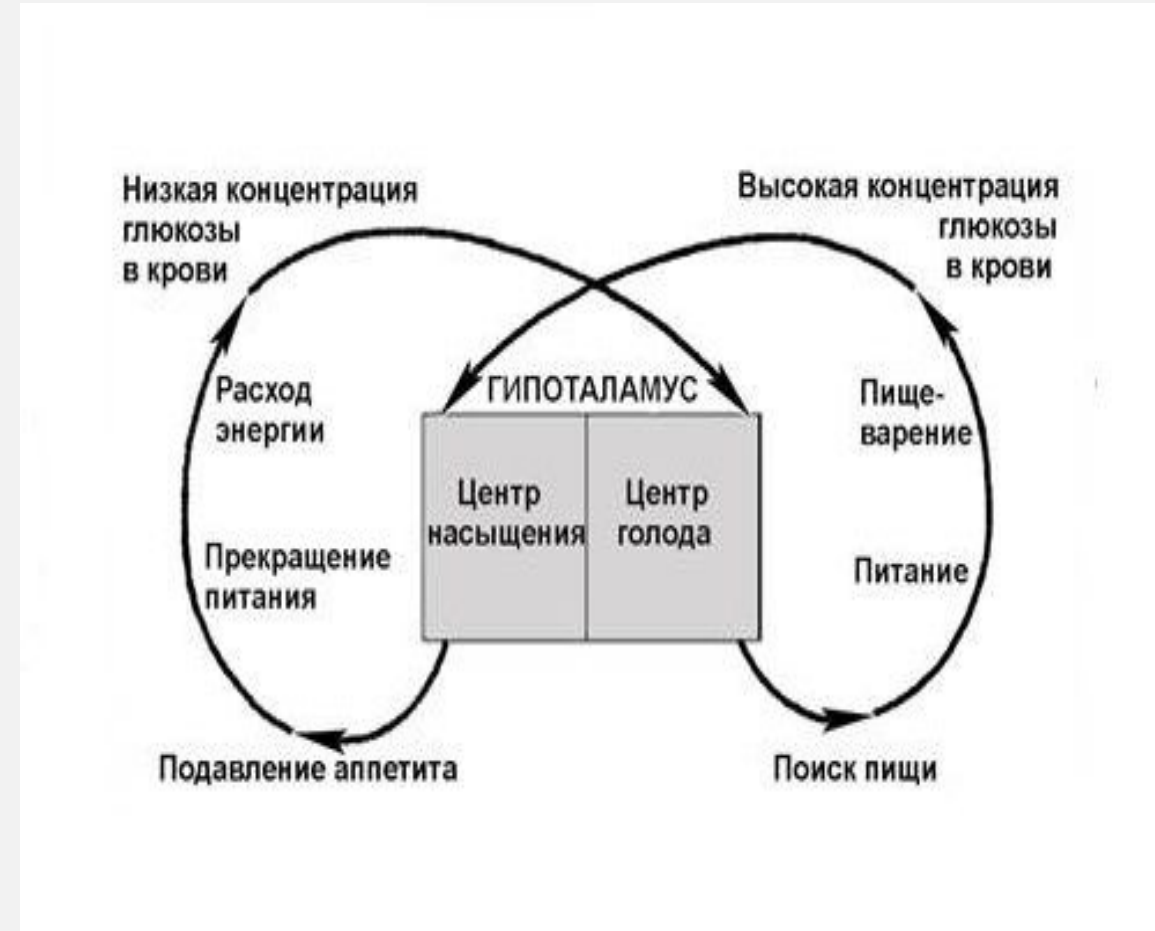 Низкая концентрация
глюкозы
в крови
Высокая концентрация
глюкозы
в крови
Расход
энергии
ГИПОТАЛАМУС
Пище-
варение
Центр
насыщения
Центр
голода
Прекращение
питания
Питание
Подавление аппетита
Поиск пищи